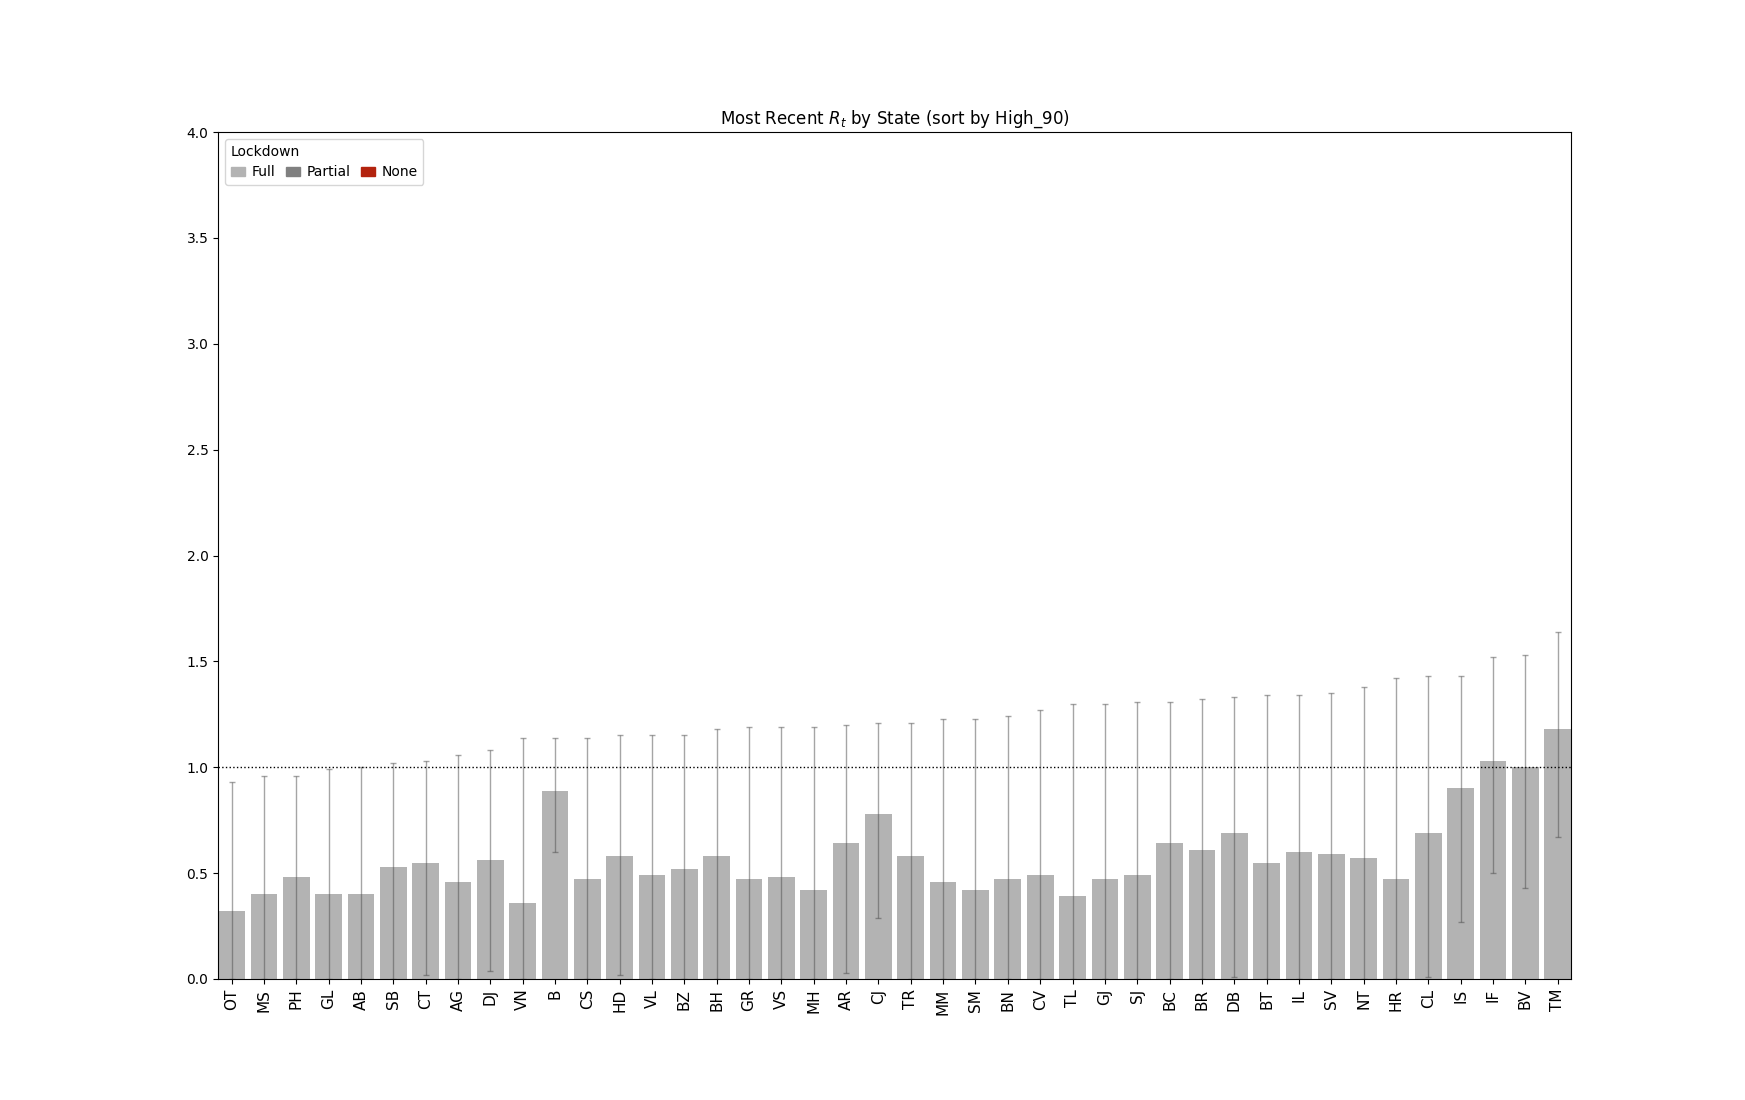 Most Recent R_t by State (sort by High_90)
Lockdown
Full Partial None
4.0
3.5
3.0
2.5
2.0
1.5
1.0
0.5
0.0
OT MS PH GL AB SB CT AG DJ VN B CS HD VL BZ BH GR VS MH AR CJ TR MM SM BN CV TL GJ SJ BC BR DB BT IL SV NT HR CL IS IF BV TM